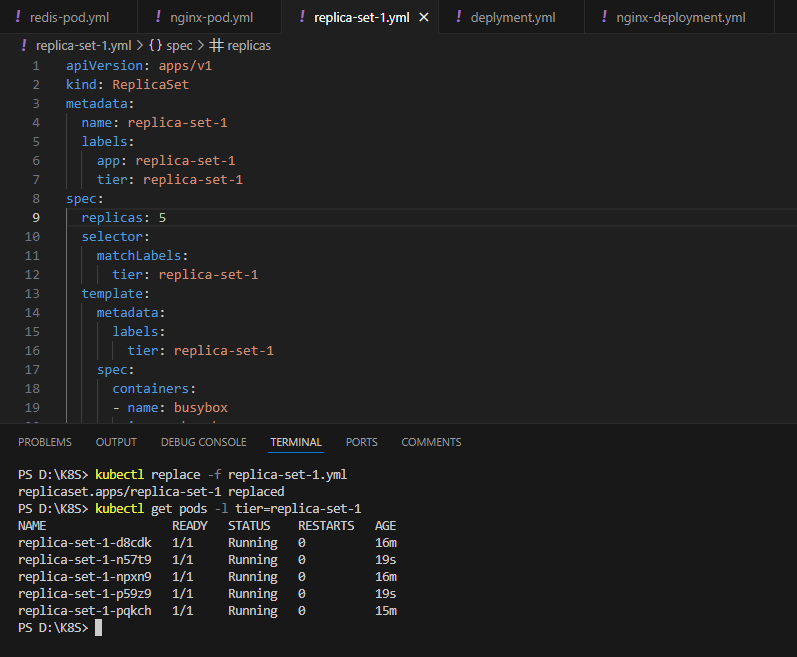 ! redis-pod.yml ! nginx-pod.yml ! replica-set-1.yml × ! deplyment.yml ! nginx-deployment.yml
! replica-set-1.yml > {} spec > # replicas
1 apiVersion: apps/v1
2 kind: ReplicaSet
3 metadata:
4 name: replica-set-1
5 labels:
6 app: replica-set-1
7 tier: replica-set-1
8 spec:
9 replicas: 5
10 selector:
11 matchLabels:
12 tier: replica-set-1
13 template:
14 metadata:
15 labels:
16 tier: replica-set-1
17 spec:
18 containers:
19 - name: busybox
PROBLEMS OUTPUT DEBUG CONSOLE TERMINAL PORTS COMMENTS
PS D:\K8S> kubectl replace -f replica-set-1.yml
replicaset.apps/replica-set-1 replaced
PS D:\K8S> kubectl get pods -l tier=replica-set-1
NAME READY STATUS RESTARTS AGE
replica-set-1-d8cdk 1/1 Running 0 16m
replica-set-1-n57t9 1/1 Running 0 19s
replica-set-1-npxn9 1/1 Running 0 16m
replica-set-1-p59z9 1/1 Running 0 19s
replica-set-1-pqkch 1/1 Running 0 15m
PS D:\K8S>